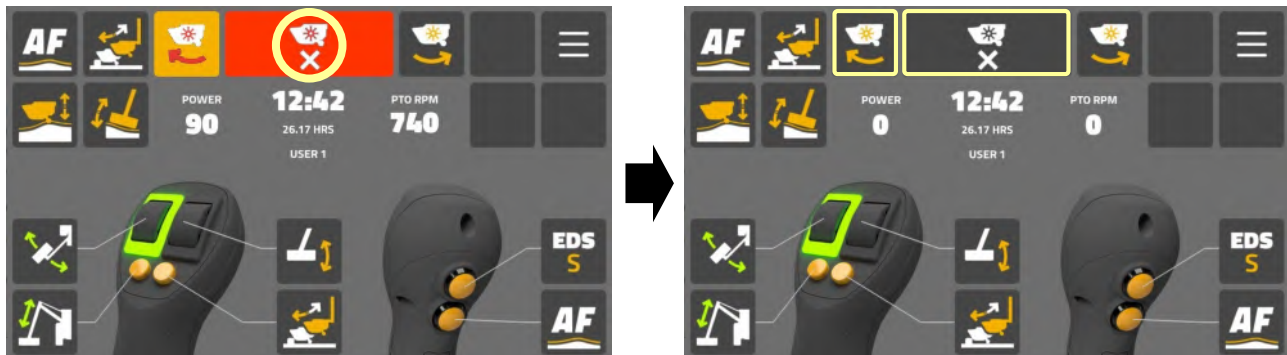 AF
POWER
90
12:42
26.17 HRS
USER 1
PTO RPM
740
EDS
S
AF
AF
POWER
0
12:42
26.17 HRS
USER 1
PTO RPM
0
EDS
S
AF